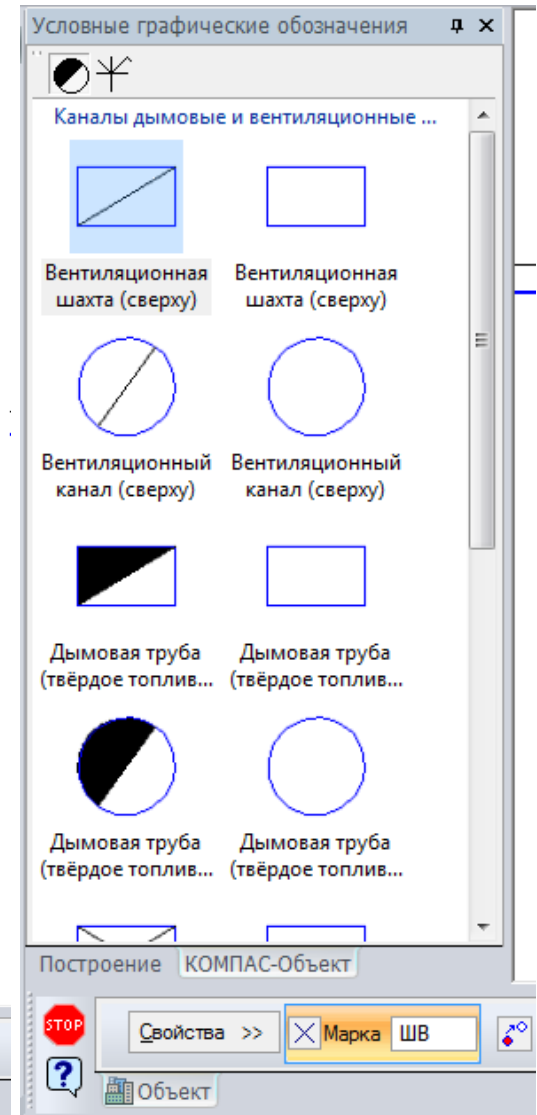 Условные графические обозначения
Каналы дымовые и вентиляционные ...
Вентиляционная Вентиляционная
шахта (сверху) шахта (сверху)
Вентиляционный Вентиляционный
канал (сверху) канал (сверху)
Дымовая труба Дымовая труба
(твёрдое топлив... (твёрдое топлив...
Дымовая труба Дымовая труба
(твёрдое топлив... (твёрдое топлив...
Построение КОМПАС-Объект
STOP Свойства >> Марка ШВ
? Объект